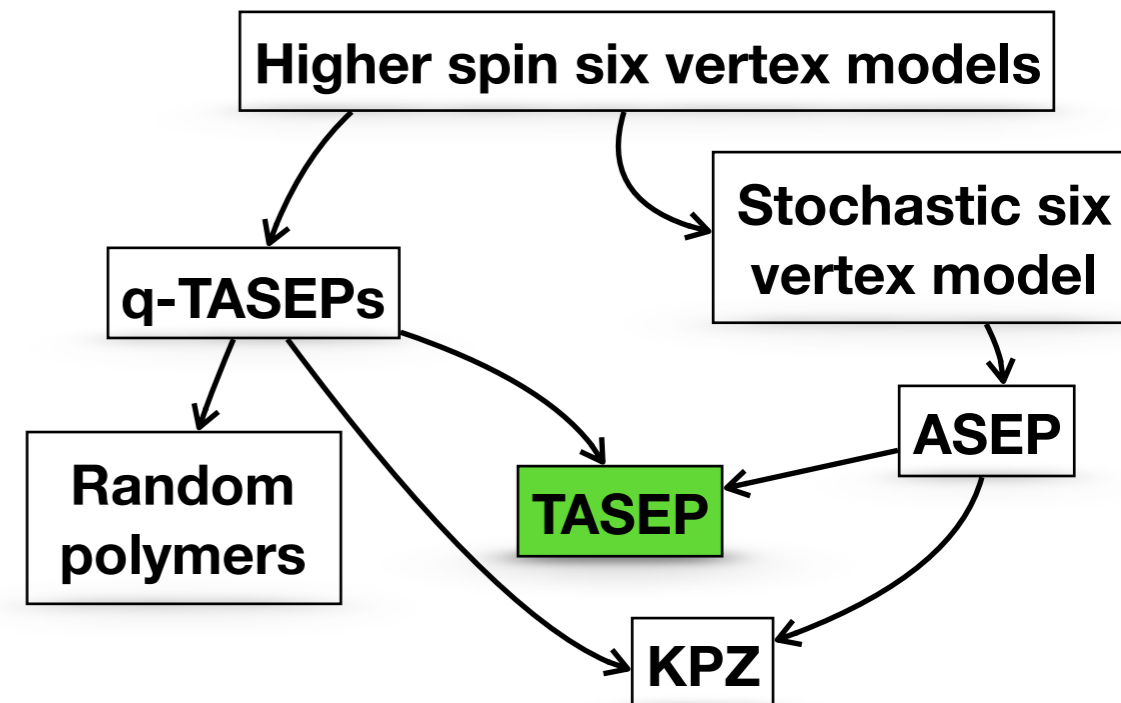 Higher spin six vertex models
Stochastic six
vertex model
q-TASEPs
ASEP
Random
polymers
TASEP
KPZ